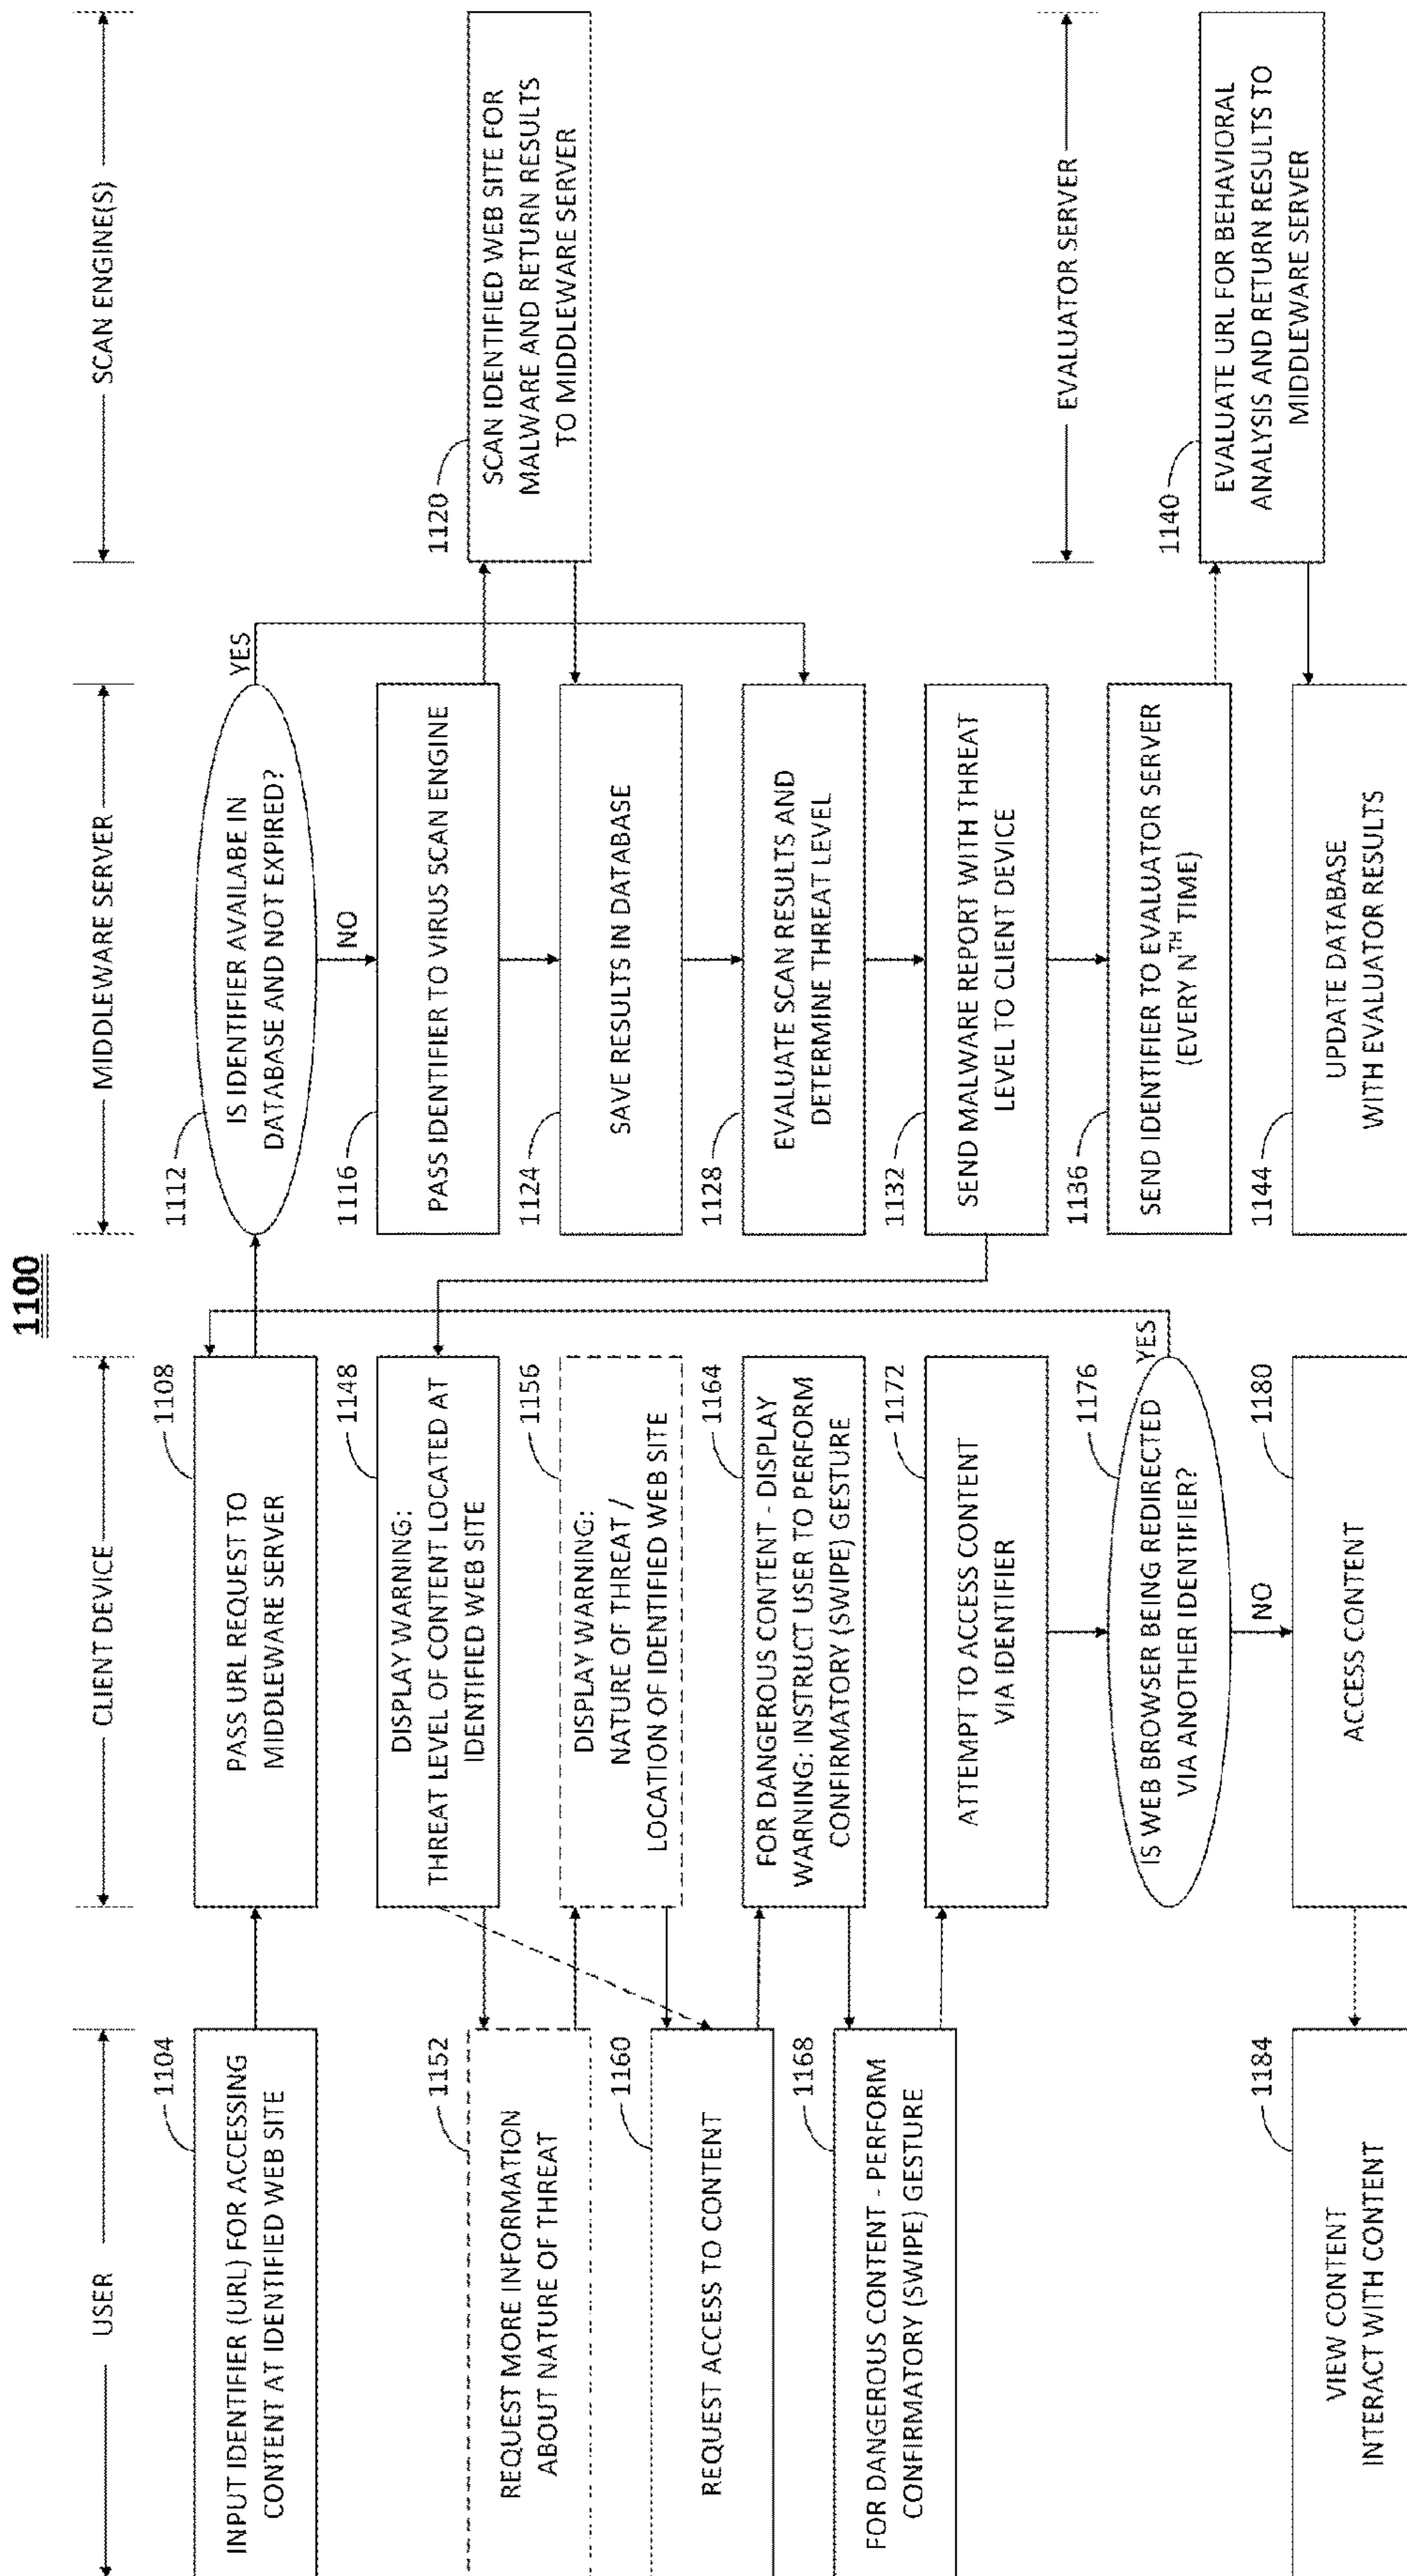 1100
USER
CLIENT DEVICE
MIDDLEWARE SERVER
SCAN ENGINE(S)
1104
INPUT IDENTIFIER (URL) FOR ACCESSING
CONTENT AT IDENTIFIED WEB SITE
1108
PASS URL REQUEST TO
MIDDLEWARE SERVER
1112
IS IDENTIFIER AVAILABE IN
DATABASE AND NOT EXPIRED?
YES
NO
1116
PASS IDENTIFIER TO VIRUS SCAN ENGINE
1120
SCAN IDENTIFIED WEB SITE FOR
MALWARE AND RETURN RESULTS
TO MIDDLEWARE SERVER
1124
SAVE RESULTS IN DATABASE
1128
EVALUATE SCAN RESULTS AND
DETERMINE THREAT LEVEL
1132
SEND MALWARE REPORT WITH THREAT
LEVEL TO CLIENT DEVICE
1136
SEND IDENTIFIER TO EVALUATOR SERVER
(EVERY NTH TIME)
EVALUATOR SERVER
1140
EVALUATE URL FOR BEHAVIORAL
ANALYSIS AND RETURN RESULTS TO
MIDDLEWARE SERVER
1144
UPDATE DATABASE
WITH EVALUATOR RESULTS
1148
DISPLAY WARNING:
THREAT LEVEL OF CONTENT LOCATED AT
IDENTIFIED WEB SITE
1152
REQUEST MORE INFORMATION
ABOUT NATURE OF THREAT
1156
DISPLAY WARNING:
NATURE OF THREAT /
LOCATION OF IDENTIFIED WEB SITE
1160
REQUEST ACCESS TO CONTENT
1164
FOR DANGEROUS CONTENT - DISPLAY
WARNING: INSTRUCT USER TO PERFORM
CONFIRMATORY (SWIPE) GESTURE
1168
FOR DANGEROUS CONTENT - PERFORM
CONFIRMATORY (SWIPE) GESTURE
1172
ATTEMPT TO ACCESS CONTENT
VIA IDENTIFIER
1176
IS WEB BROWSER BEING REDIRECTED
VIA ANOTHER IDENTIFIER?
YES
NO
1180
ACCESS CONTENT
1184
VIEW CONTENT
INTERACT WITH CONTENT